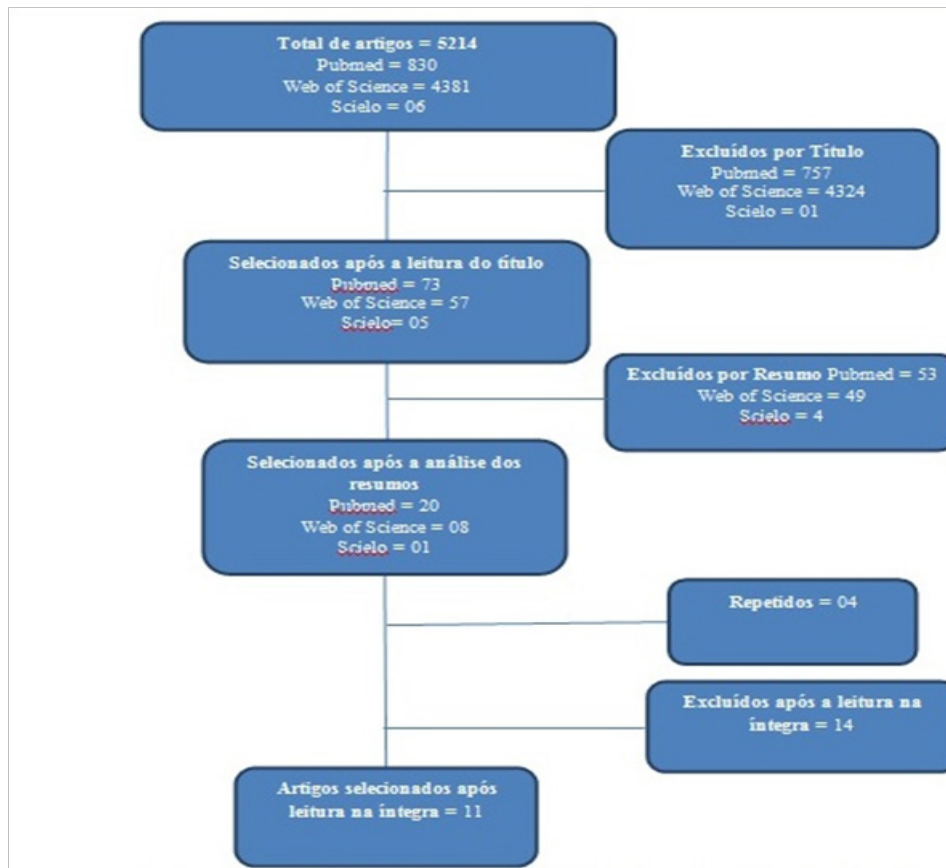 Total de artigos = 5214
Pubmed = 830
Web of Science = 4381
Scielo = 06
Excluídos por Título
Pubmed = 757
Web of Science = 4324
Scielo = 01
Selecionados após a leitura do título
Pubmed = 73
Web of Science = 57
Scielo= 05
Excluídos por Resumo Pubmed = 53
Web of Science = 49
Scielo = 4
Selecionados após a análise dos
resumos
Pubmed = 20
Web of Science = 08
Scielo = 01
Repetidos = 04
Excluídos após a leitura na
íntegra = 14
Artigos selecionados após
leitura na íntegra = 11